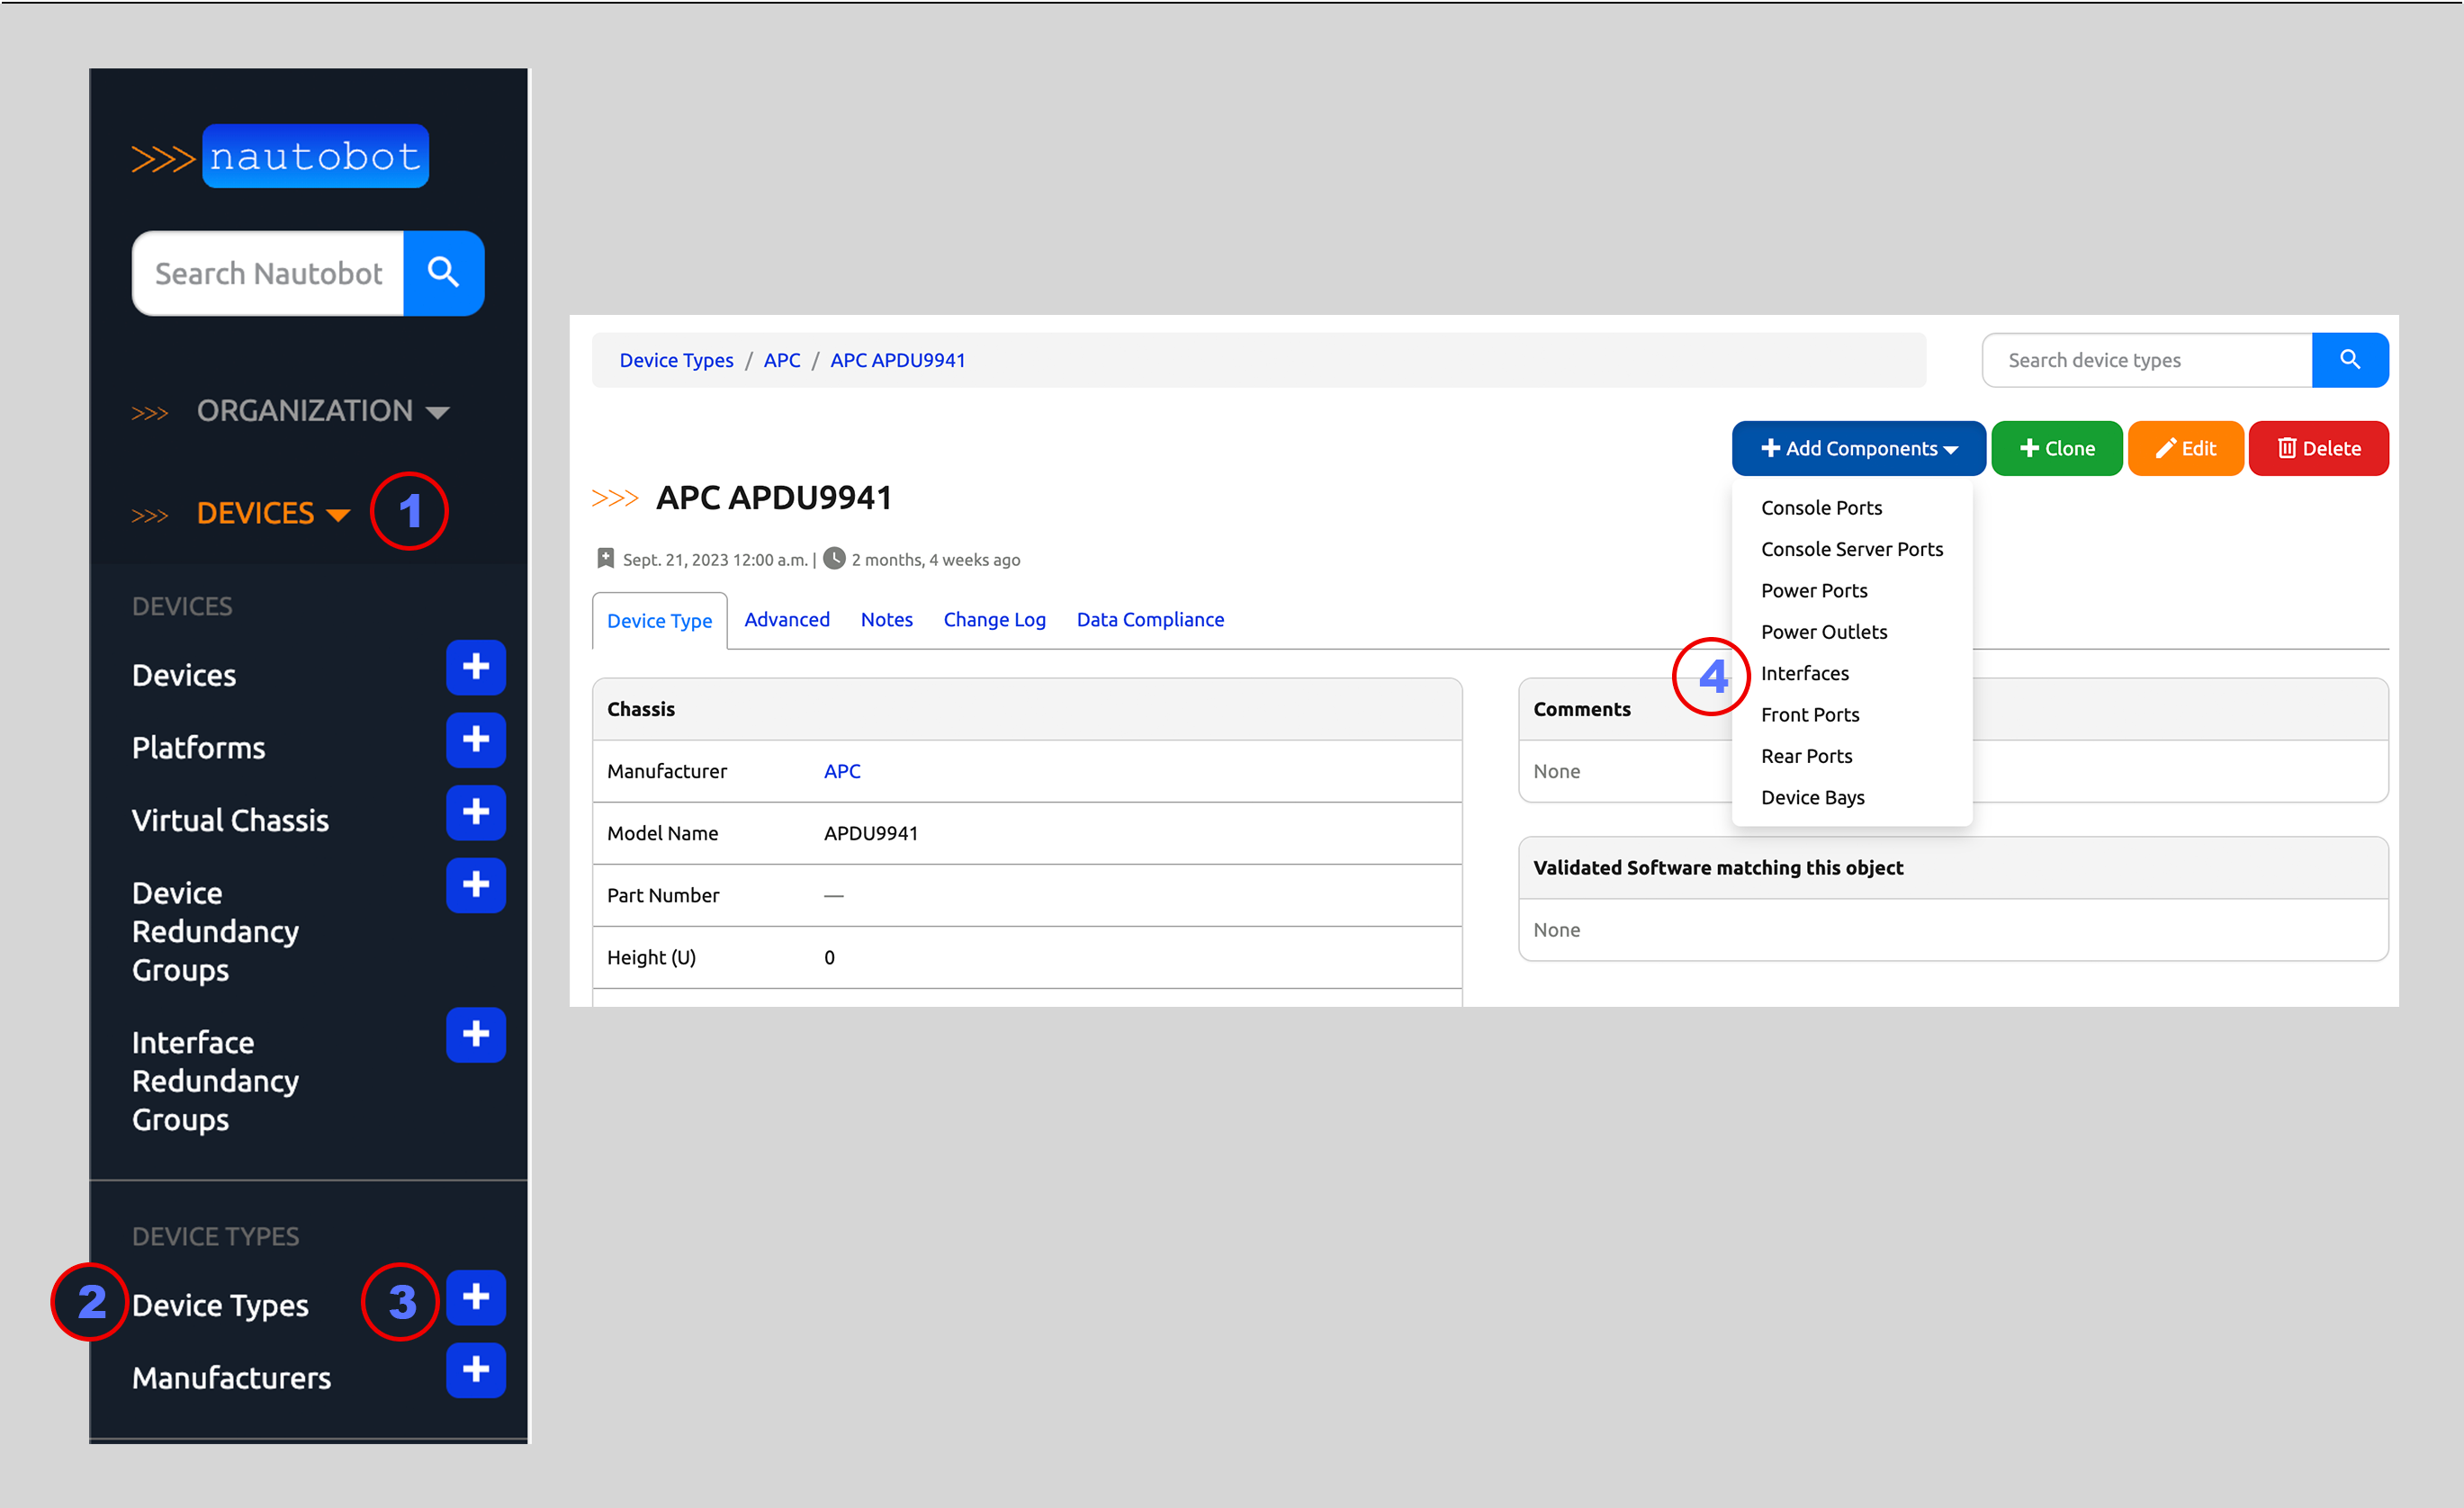 >>> nautobot
Search Nautobot
>>> ORGANIZATION
>>> DEVICES 1
DEVICES
Devices
Platforms
Virtual Chassis
Device
Redundancy
Groups
Interface
Redundancy
Groups
DEVICE TYPES
2 Device Types 3
Manufacturers
Device Types / APC / APC APDU9941
Search device types
Add Components
Clone
Edit
Delete
>>> APC APDU9941
Sept. 21, 2023 12:00 a.m. | 2 months, 4 weeks ago
Console Ports
Console Server Ports
Power Ports
Power Outlets
4 Interfaces
Front Ports
Rear Ports
Device Bays
Device Type Advanced Notes Change Log Data Compliance
Chassis
Manufacturer APC
Model Name APDU9941
Part Number —
Height (U) 0
Comments
None
Validated Software matching this object
None